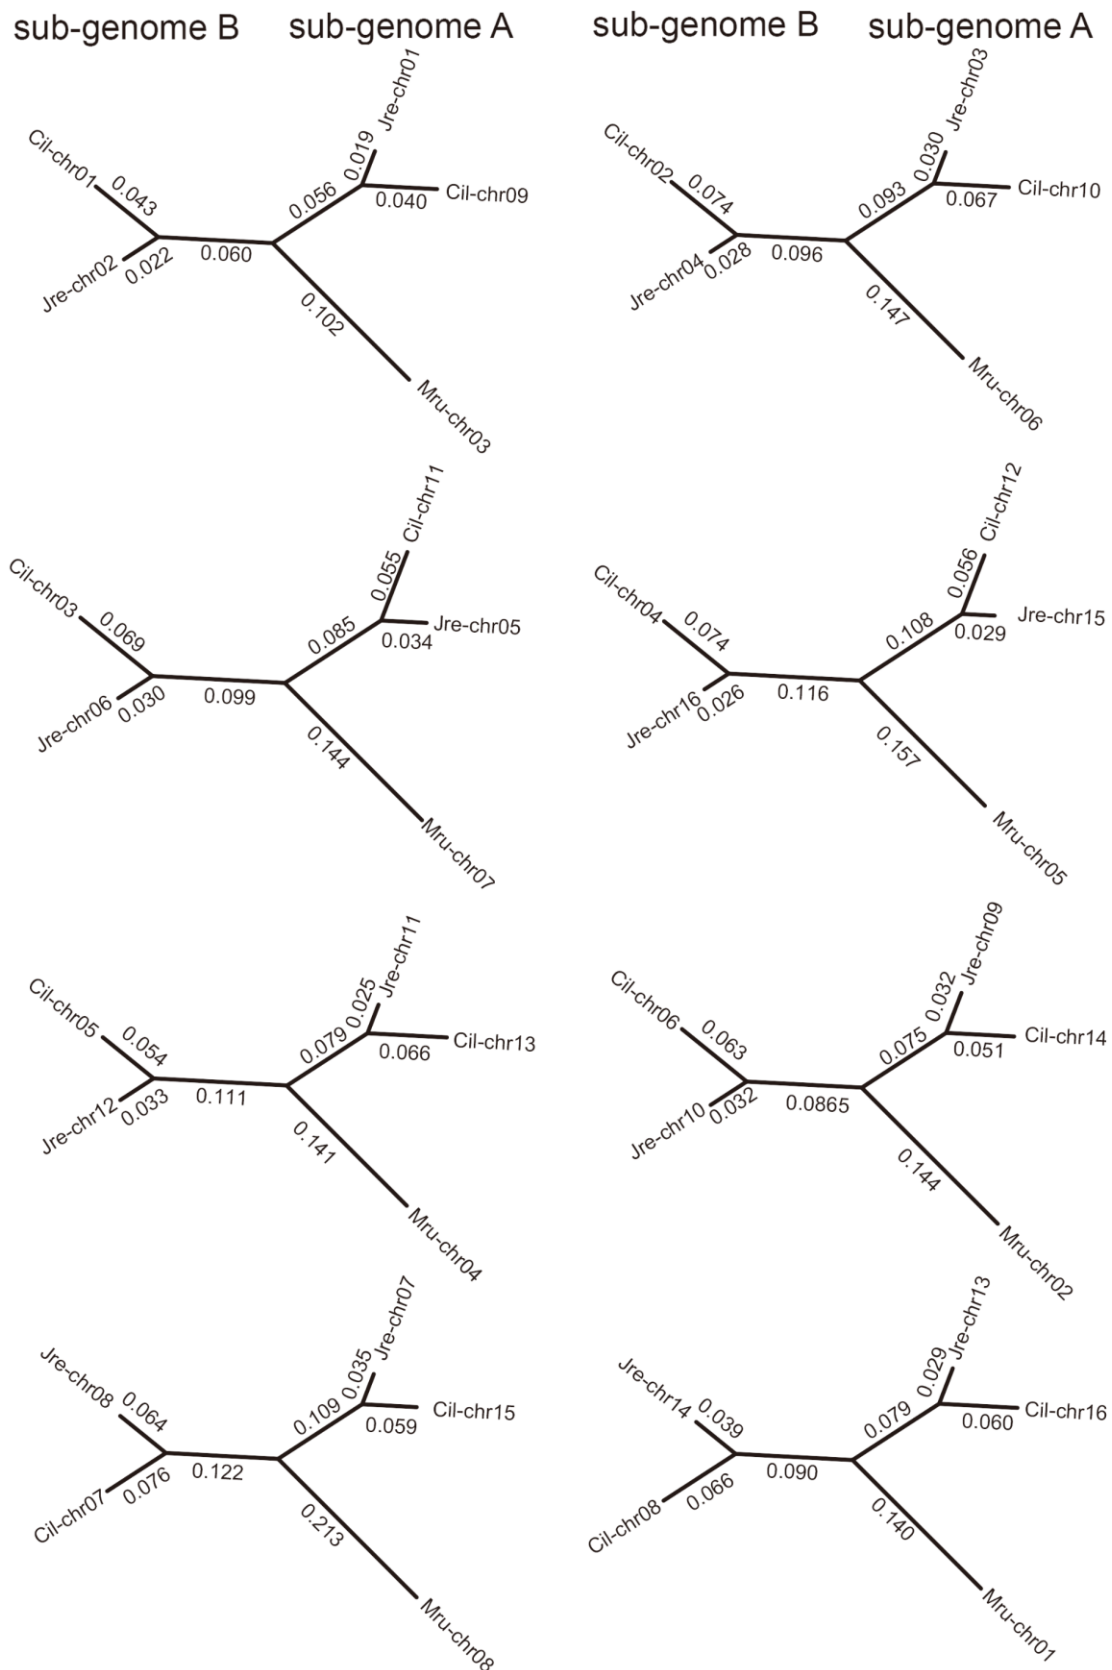 sub-genome B
sub-genome A
sub-genome B
sub-genome A
Cil-chr01
0.043
Jre-chr02
0.022
0.060
0.056
0.019
Jre-chr01
0.040
Cil-chr09
0.102
Mru-chr03
Cil-chr02
0.074
Jre-chr04
0.028
0.096
0.093
0.030
Jre-chr03
0.067
Cil-chr10
0.147
Mru-chr06
Cil-chr03
0.069
Jre-chr06
0.030
0.099
0.085
0.055
Cil-chr11
0.034
Jre-chr05
0.144
Mru-chr07
Cil-chr04
0.074
Jre-chr16
0.026
0.116
0.108
0.056
Cil-chr12
0.029
Jre-chr15
0.157
Mru-chr05
Cil-chr05
0.054
Jre-chr12
0.033
0.111
0.079
0.025
Jre-chr11
0.066
Cil-chr13
0.141
Mru-chr04
Cil-chr06
0.063
Jre-chr10
0.032
0.0865
0.075
0.032
Jre-chr09
0.051
Cil-chr14
0.144
Mru-chr02
Jre-chr08
0.064
Cil-chr07
0.076
0.122
0.109
0.035
Jre-chr07
0.059
Cil-chr15
0.213
Mru-chr08
Jre-chr14
0.039
Cil-chr08
0.066
0.090
0.079
0.029
Jre-chr13
0.060
Cil-chr16
0.140
Mru-chr01